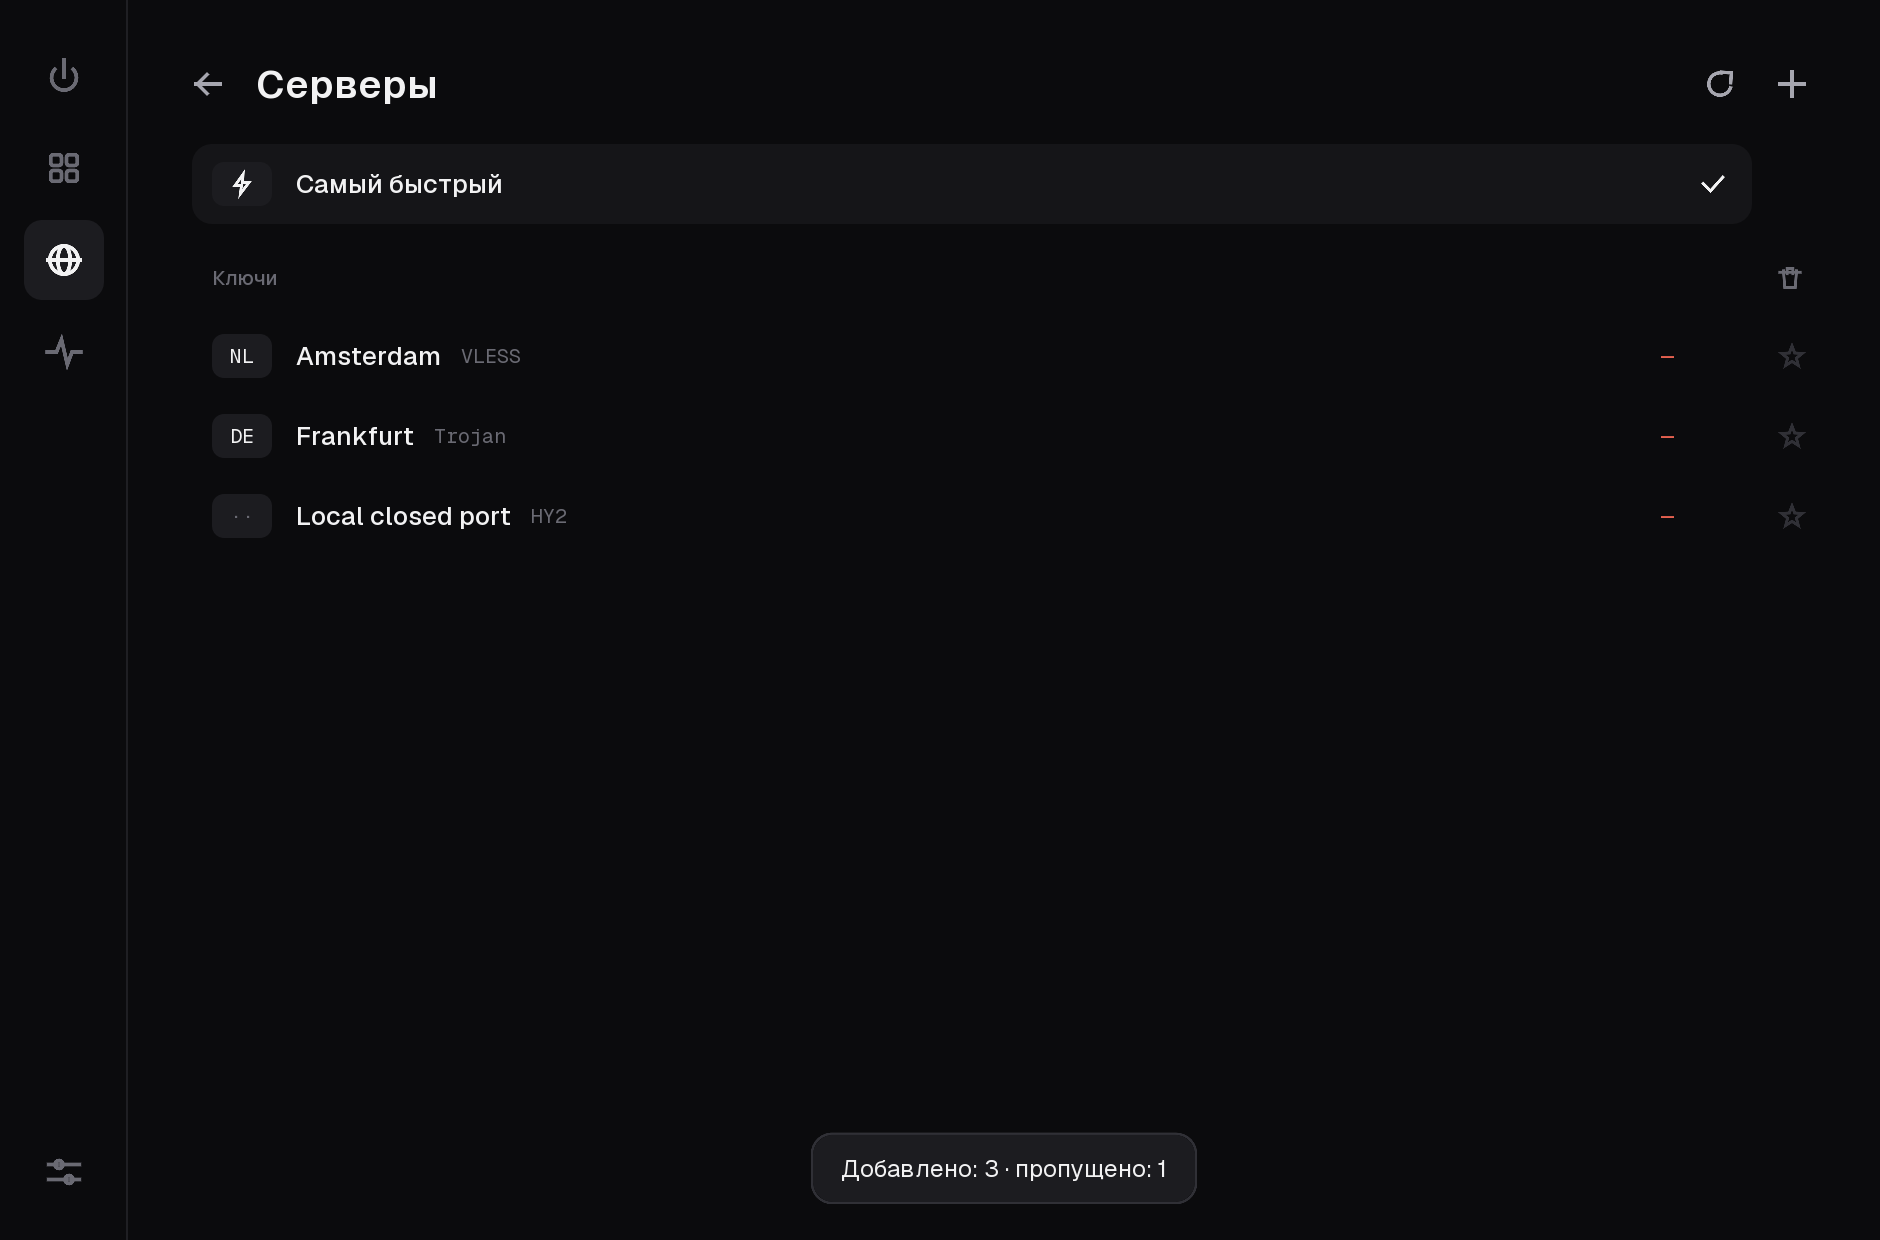 Серверы
Самый быстрый
Ключи
NL Amsterdam VLESS –
DE Frankfurt Trojan –
·· Local closed port HY2 –
Добавлено: 3 · пропущено: 1